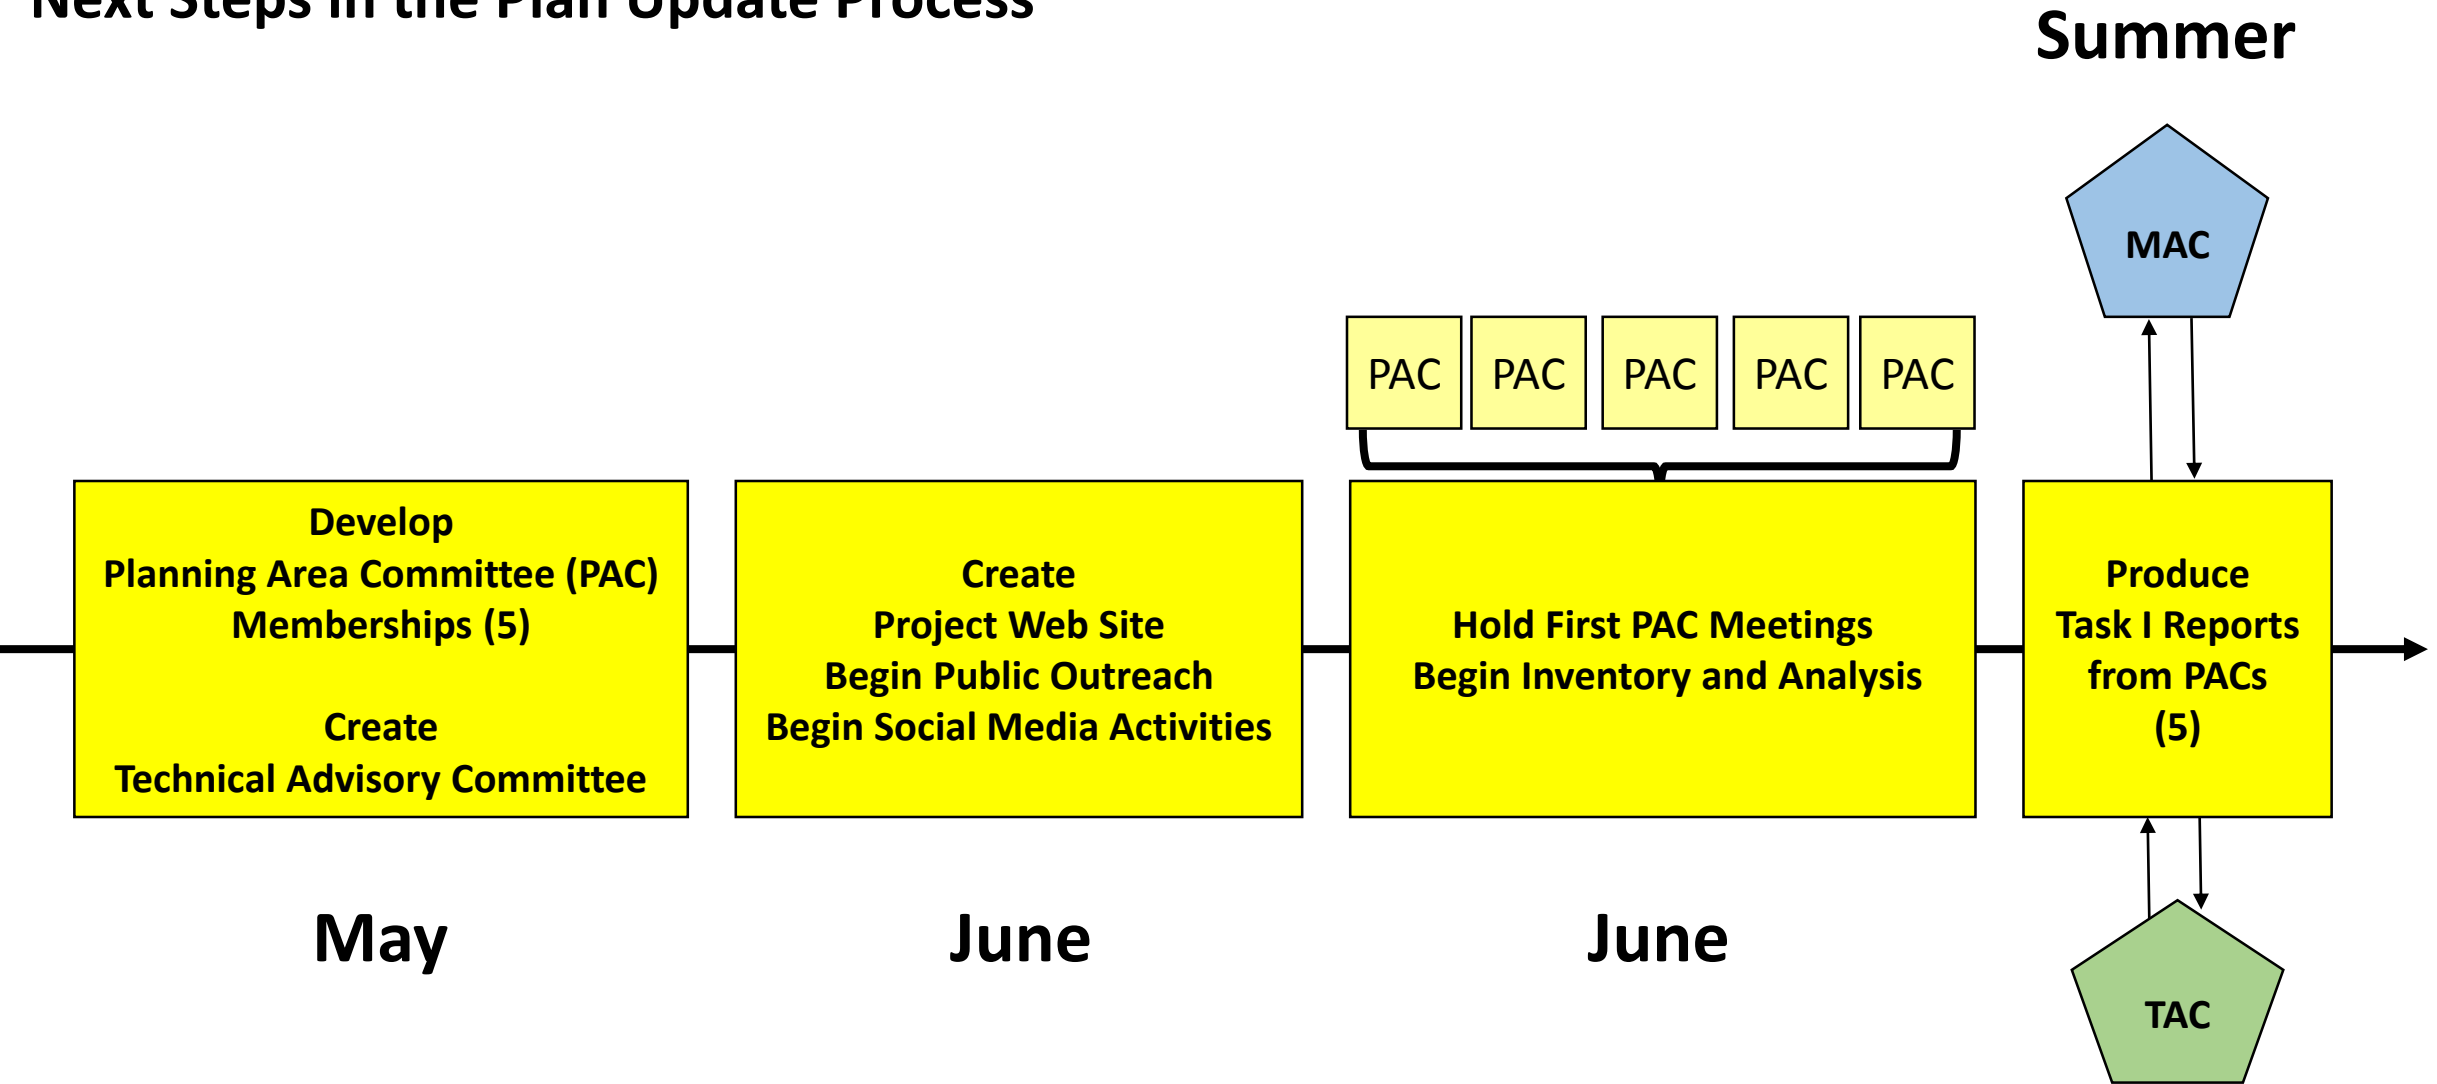 Next Steps in the Plan Update Process
Summer
MAC
PAC PAC PAC PAC PAC
Develop
Planning Area Committee (PAC)
Memberships (5)
Create
Technical Advisory Committee
Create
Project Web Site
Begin Public Outreach
Begin Social Media Activities
Hold First PAC Meetings
Begin Inventory and Analysis
Produce
Task I Reports
from PACs
(5)
May
June
June
TAC